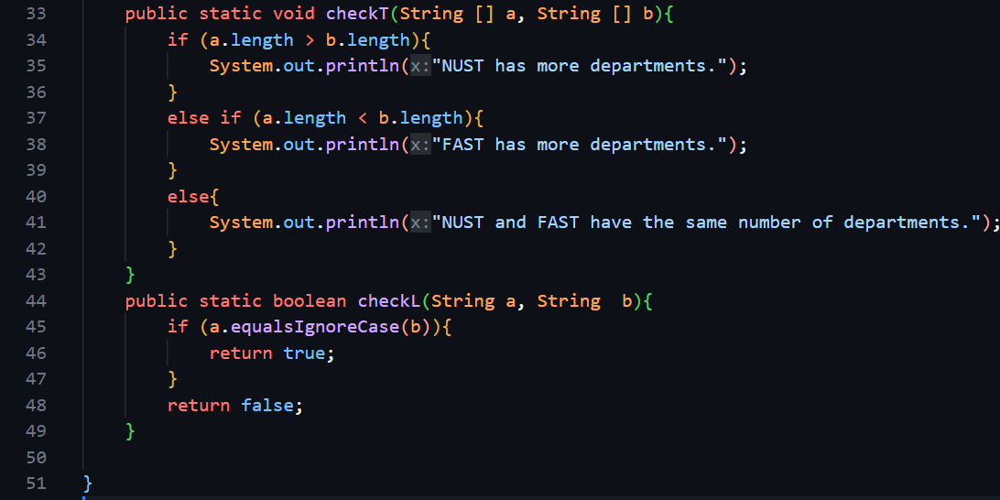 33 public static void checkT(String [] a, String [] b){
34 if (a.length > b.length){
35 System.out.println(x:"NUST has more departments.");
36 }
37 else if (a.length < b.length){
38 System.out.println(x:"FAST has more departments.");
39 }
40 else{
41 System.out.println(x:"NUST and FAST have the same number of departments.");
42 }
43 }
44 public static boolean checkL(String a, String  b){
45 if (a.equalsIgnoreCase(b)){
46 return true;
47 }
48 return false;
49 }
50
51 }